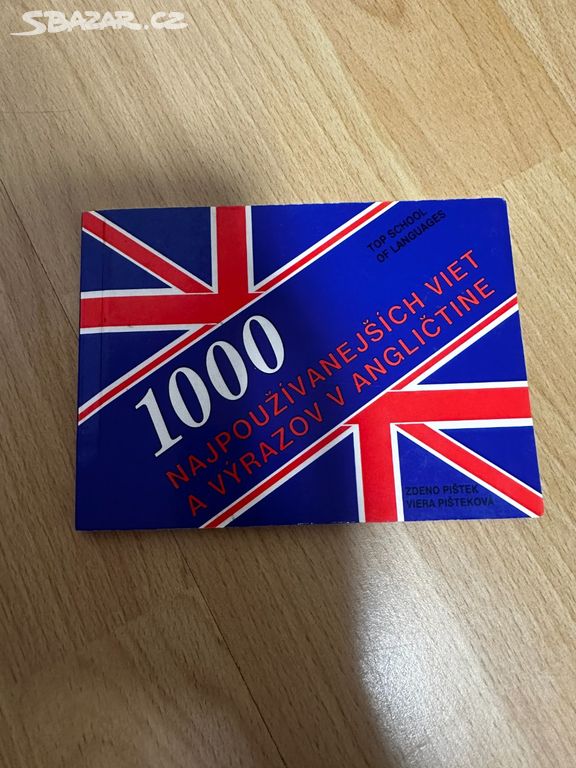 SBAZAR.CZ
TOP SCHOOL
OF LANGUAGES
1000
NAJPOUŽÍVANEJŠÍCH VIET
A VÝRAZOV V ANGLIČTINE
ZDENO PIŠTEK
VIERA PIŠTEKOVÁ